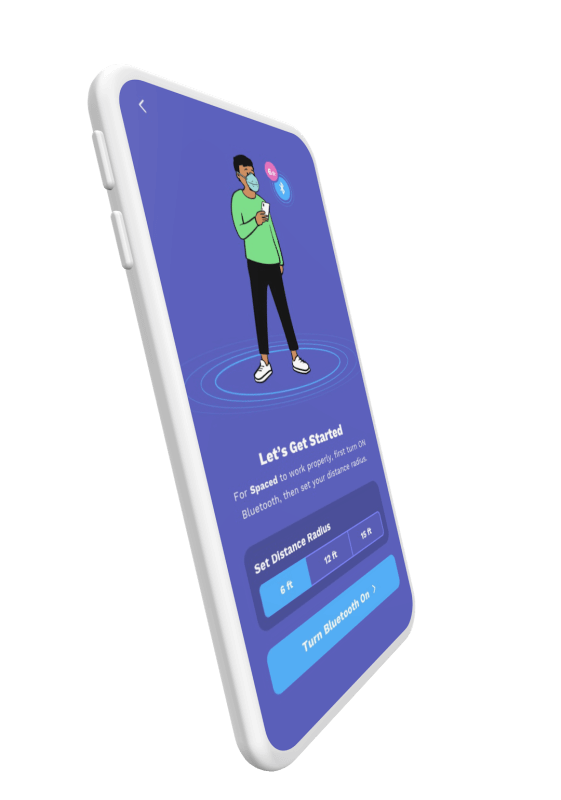 Let's Get Started
For Spaced to work properly, first turn ON
Bluetooth, then set your distance radius.
Set Distance Radius
6 ft
12 ft
15 ft
Turn Bluetooth On